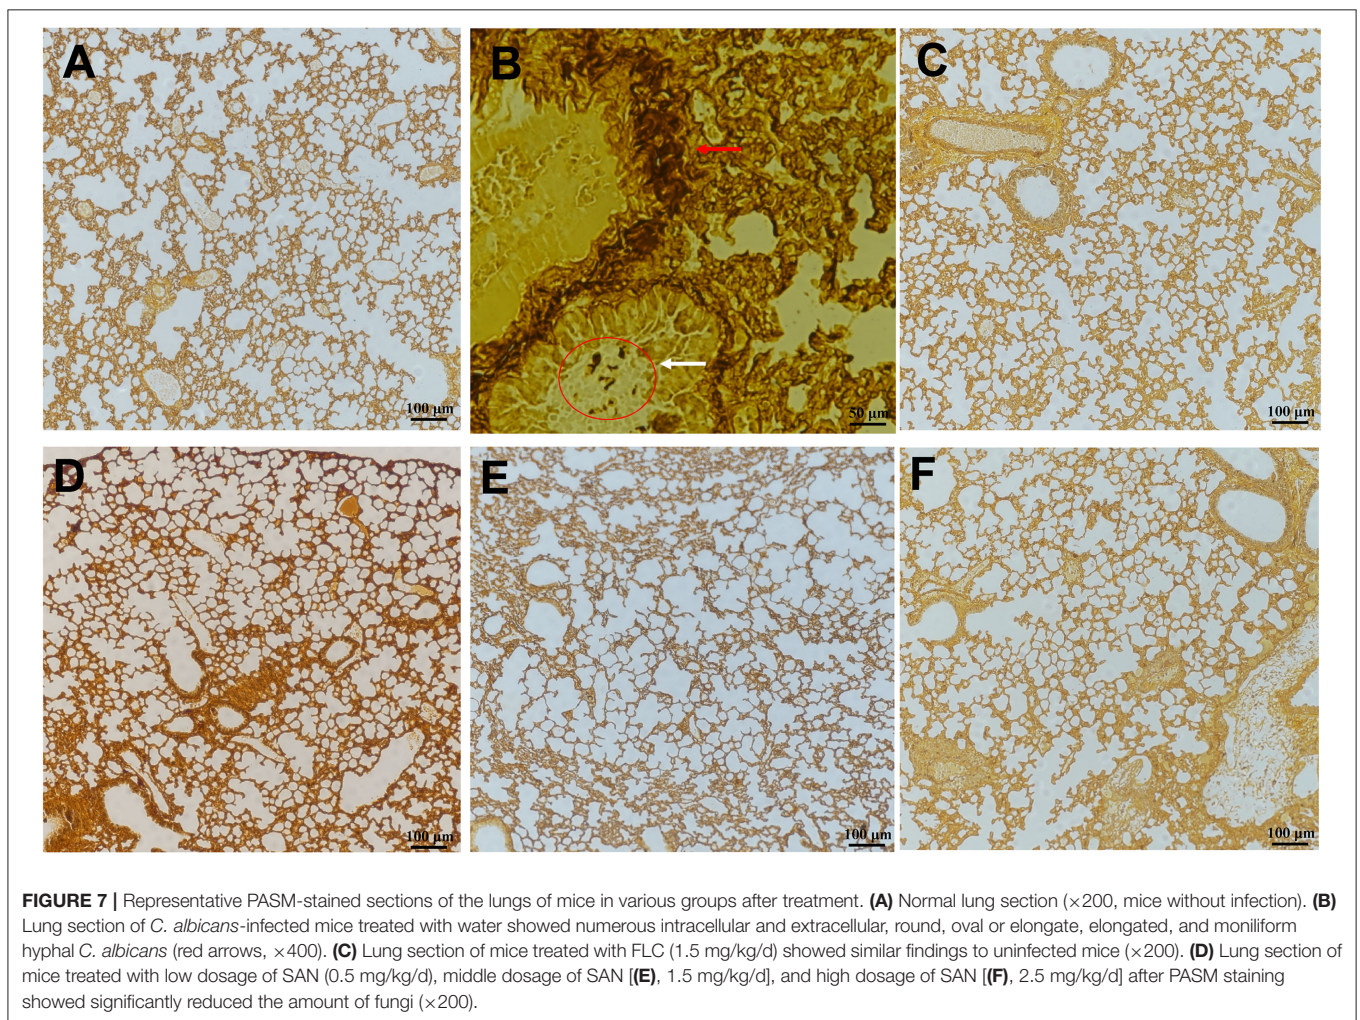 A
B
C
100 µm
50 µm
100 µm
D
E
F
100 µm
100 µm
100 µm
FIGURE 7 | Representative PASM-stained sections of the lungs of mice in various groups after treatment. (A) Normal lung section (×200, mice without infection). (B)
Lung section of C. albicans-infected mice treated with water showed numerous intracellular and extracellular, round, oval or elongate, elongated, and moniliform
hyphal C. albicans (red arrows, ×400). (C) Lung section of mice treated with FLC (1.5 mg/kg/d) showed similar findings to uninfected mice (×200). (D) Lung section of
mice treated with low dosage of SAN (0.5 mg/kg/d), middle dosage of SAN [(E), 1.5 mg/kg/d], and high dosage of SAN [(F), 2.5 mg/kg/d] after PASM staining
showed significantly reduced the amount of fungi (×200).